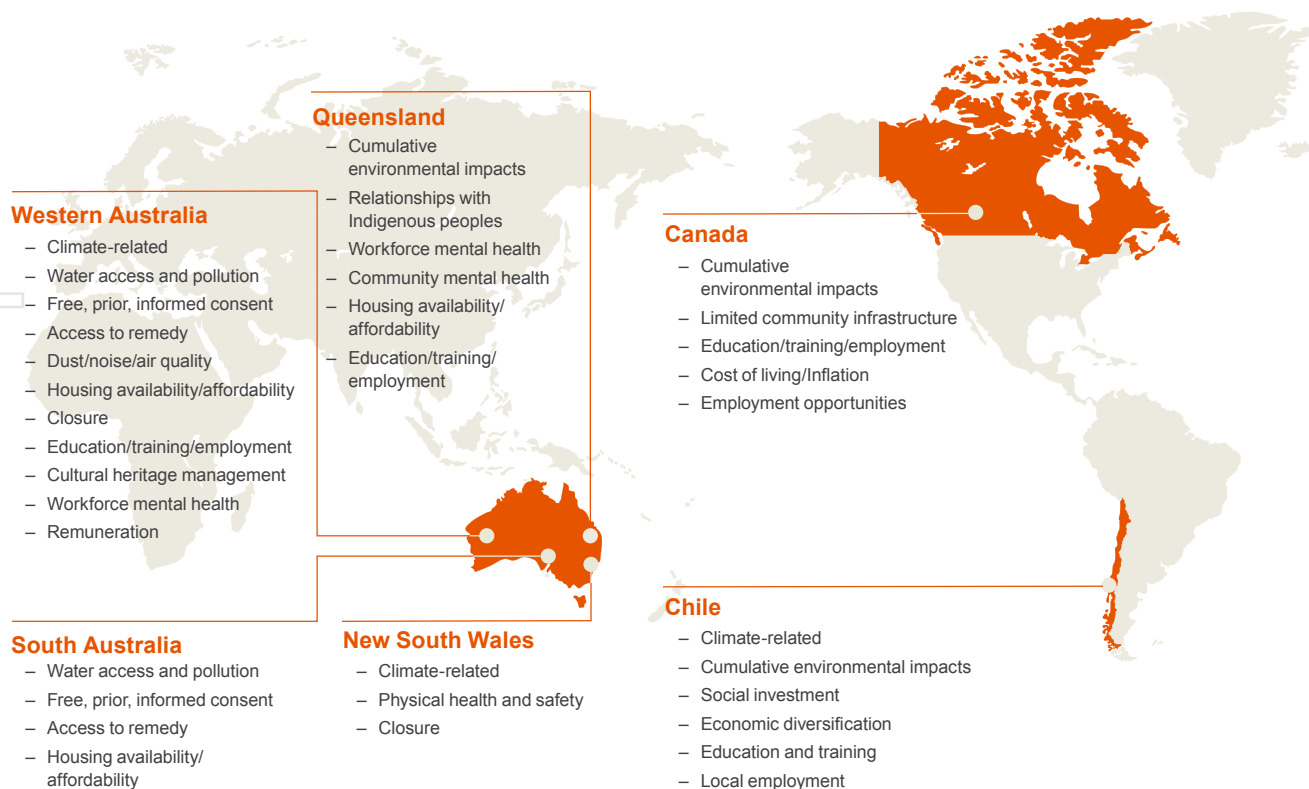 Queensland
– Cumulative
environmental impacts
– Relationships with
Indigenous peoples
– Workforce mental health
– Community mental health
– Housing availability/
affordability
– Education/training/
employment
Western Australia
– Climate-related
– Water access and pollution
– Free, prior, informed consent
– Access to remedy
– Dust/noise/air quality
– Housing availability/affordability
– Closure
– Education/training/employment
– Cultural heritage management
– Workforce mental health
– Remuneration
Canada
– Cumulative
environmental impacts
– Limited community infrastructure
– Education/training/employment
– Cost of living/Inflation
– Employment opportunities
South Australia
– Water access and pollution
– Free, prior, informed consent
– Access to remedy
– Housing availability/
affordability
New South Wales
– Climate-related
– Physical health and safety
– Closure
Chile
– Climate-related
– Cumulative environmental impacts
– Social investment
– Economic diversification
– Education and training
– Local employment